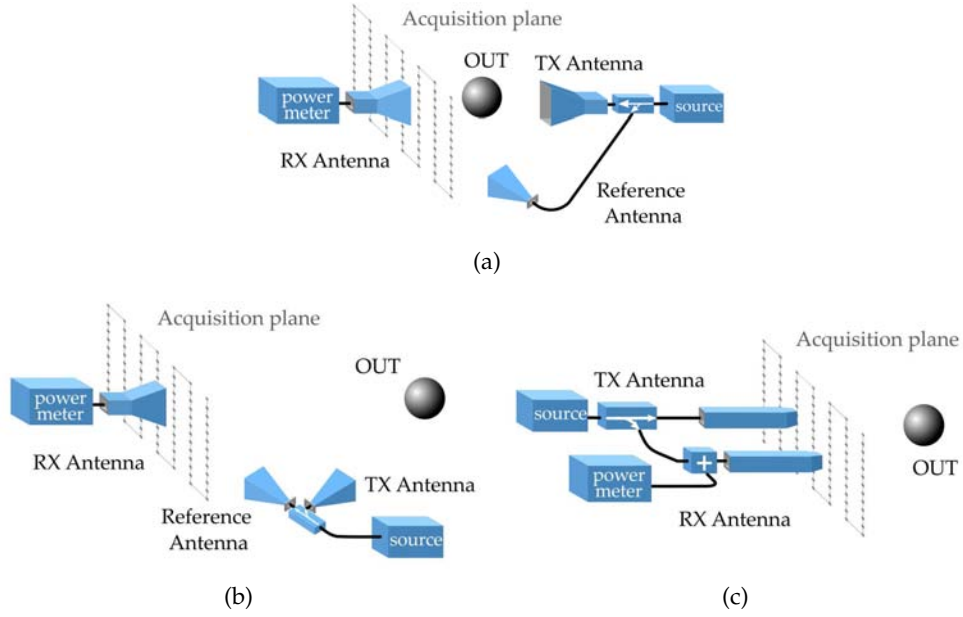 Acquisition plane
OUT
TX Antenna
power
meter
source
RX Antenna
Reference
Antenna
(a)
Acquisition plane
OUT
power
meter
RX Antenna
TX Antenna
Reference
Antenna
source
(b)
Acquisition plane
TX Antenna
source
+
power
meter
OUT
RX Antenna
(c)